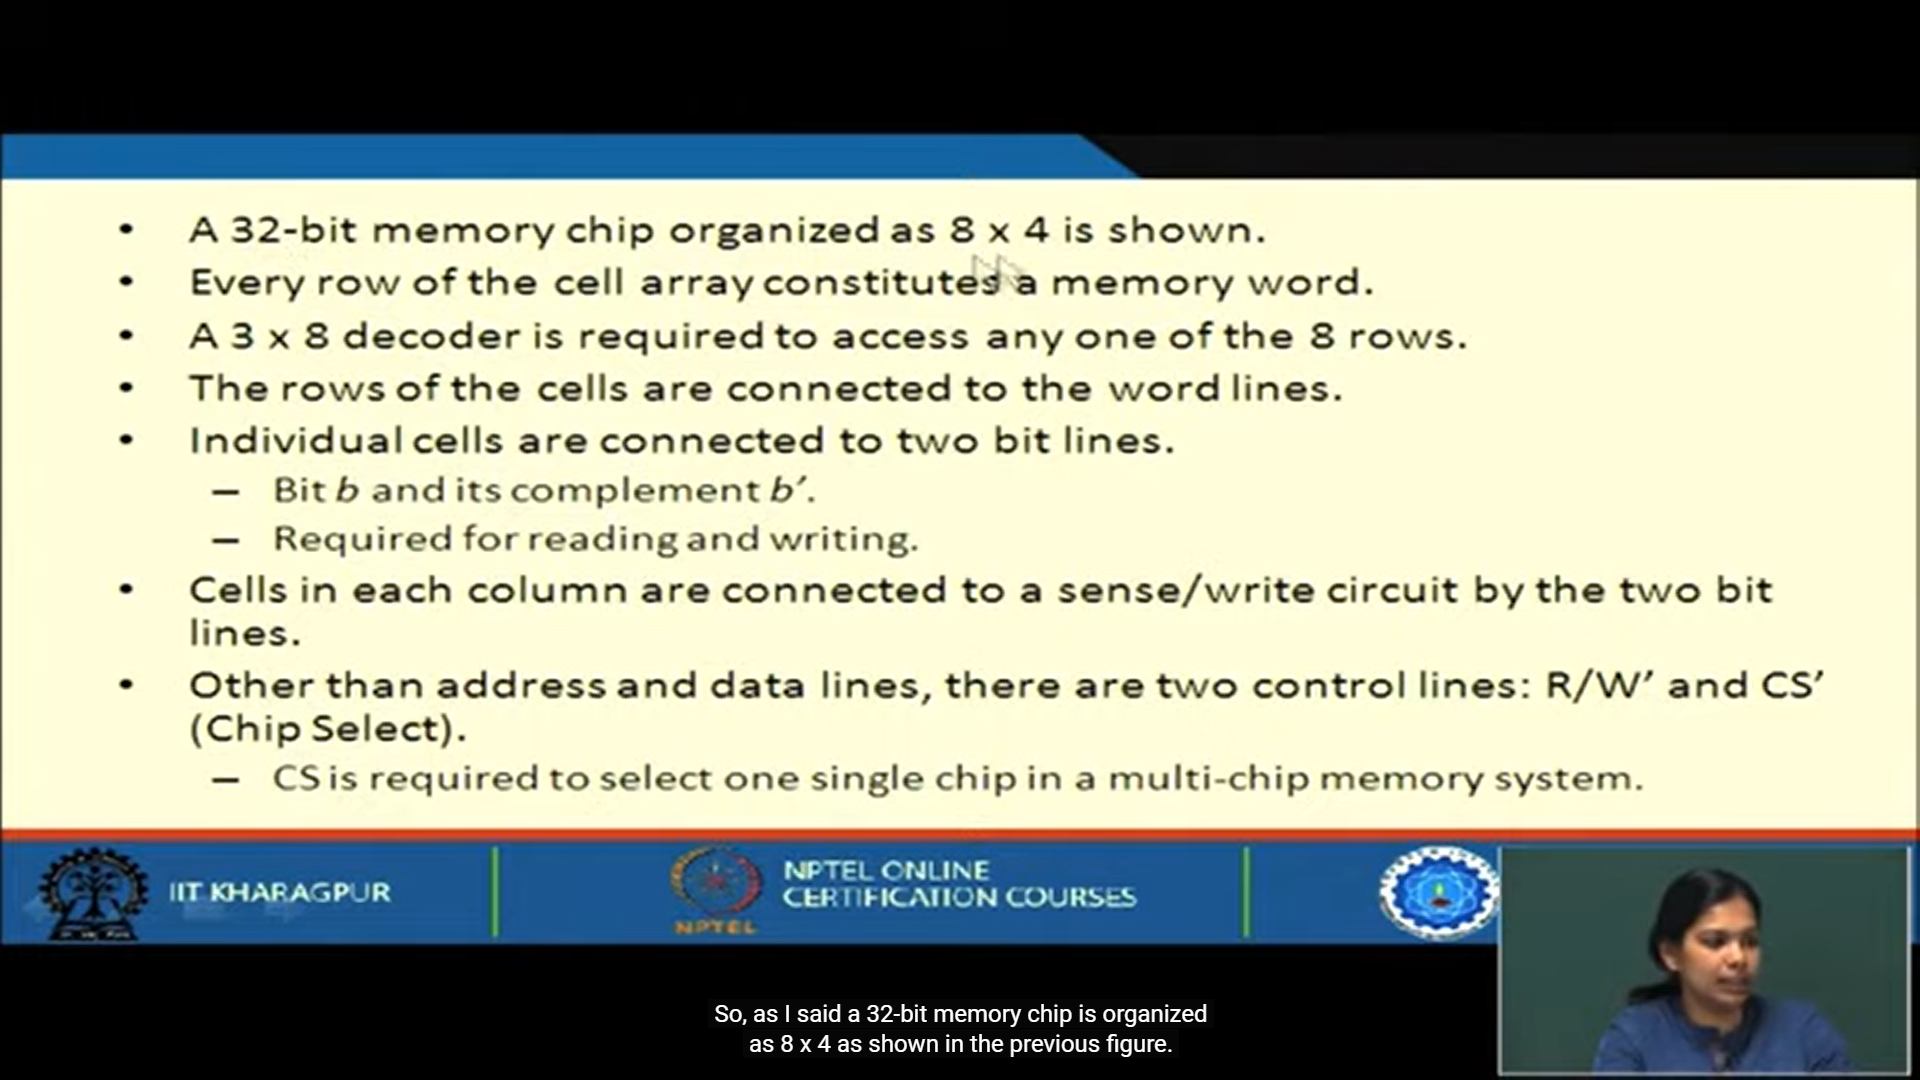 • A 32-bit memory chip organized as 8 x 4 is shown.
• Every row of the cell array constitutes a memory word.
• A 3 x 8 decoder is required to access any one of the 8 rows.
• The rows of the cells are connected to the word lines.
• Individual cells are connected to two bit lines.
– Bit b and its complement b′.
– Required for reading and writing.
• Cells in each column are connected to a sense/write circuit by the two bit
lines.
• Other than address and data lines, there are two control lines: R/W′ and CS′
(Chip Select).
– CS is required to select one single chip in a multi-chip memory system.
IIT KHARAGPUR
NPTEL
NPTEL ONLINE
CERTIFICATION COURSES
So, as I said a 32-bit memory chip is organized
as 8 x 4 as shown in the previous figure.